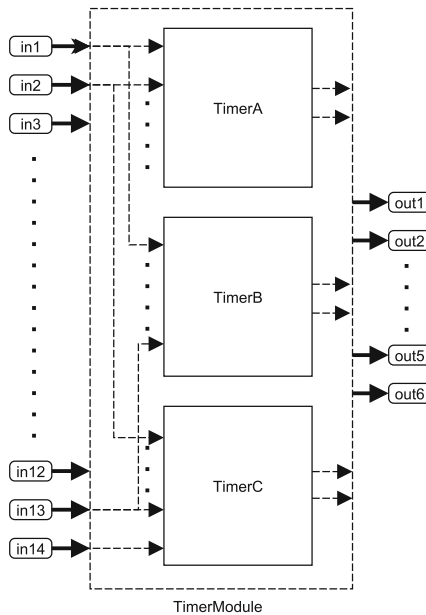 in1
in2
in3
in12
in13
in14
TimerA
TimerB
TimerC
out1
out2
out5
out6
TimerModule